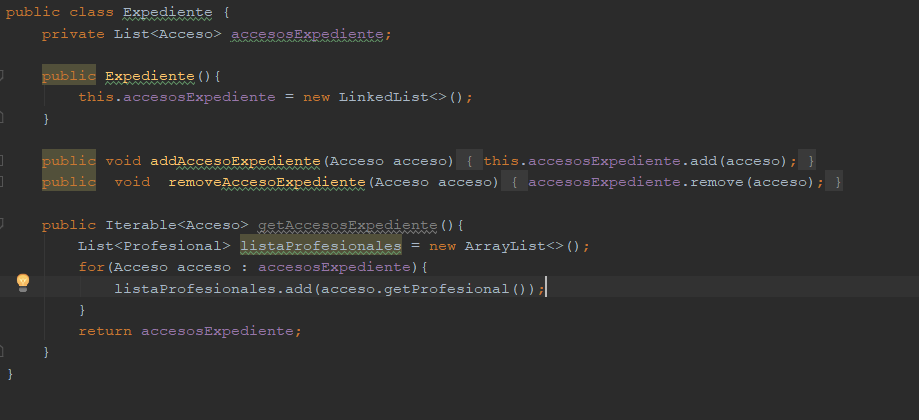 public class Expediente {
private List<Acceso> accesosExpediente;
public Expediente(){
this.accesosExpediente = new LinkedList<>();
}
public void addAccesoExpediente(Acceso acceso) { this.accesosExpediente.add(acceso); }
public  void  removeAccesoExpediente(Acceso acceso) { accesosExpediente.remove(acceso); }
public Iterable<Acceso> getAccesosExpediente(){
List<Profesional> listaProfesionales = new ArrayList<>();
for(Acceso acceso : accesosExpediente){
listaProfesionales.add(acceso.getProfesional());
}
return accesosExpediente;
}
}